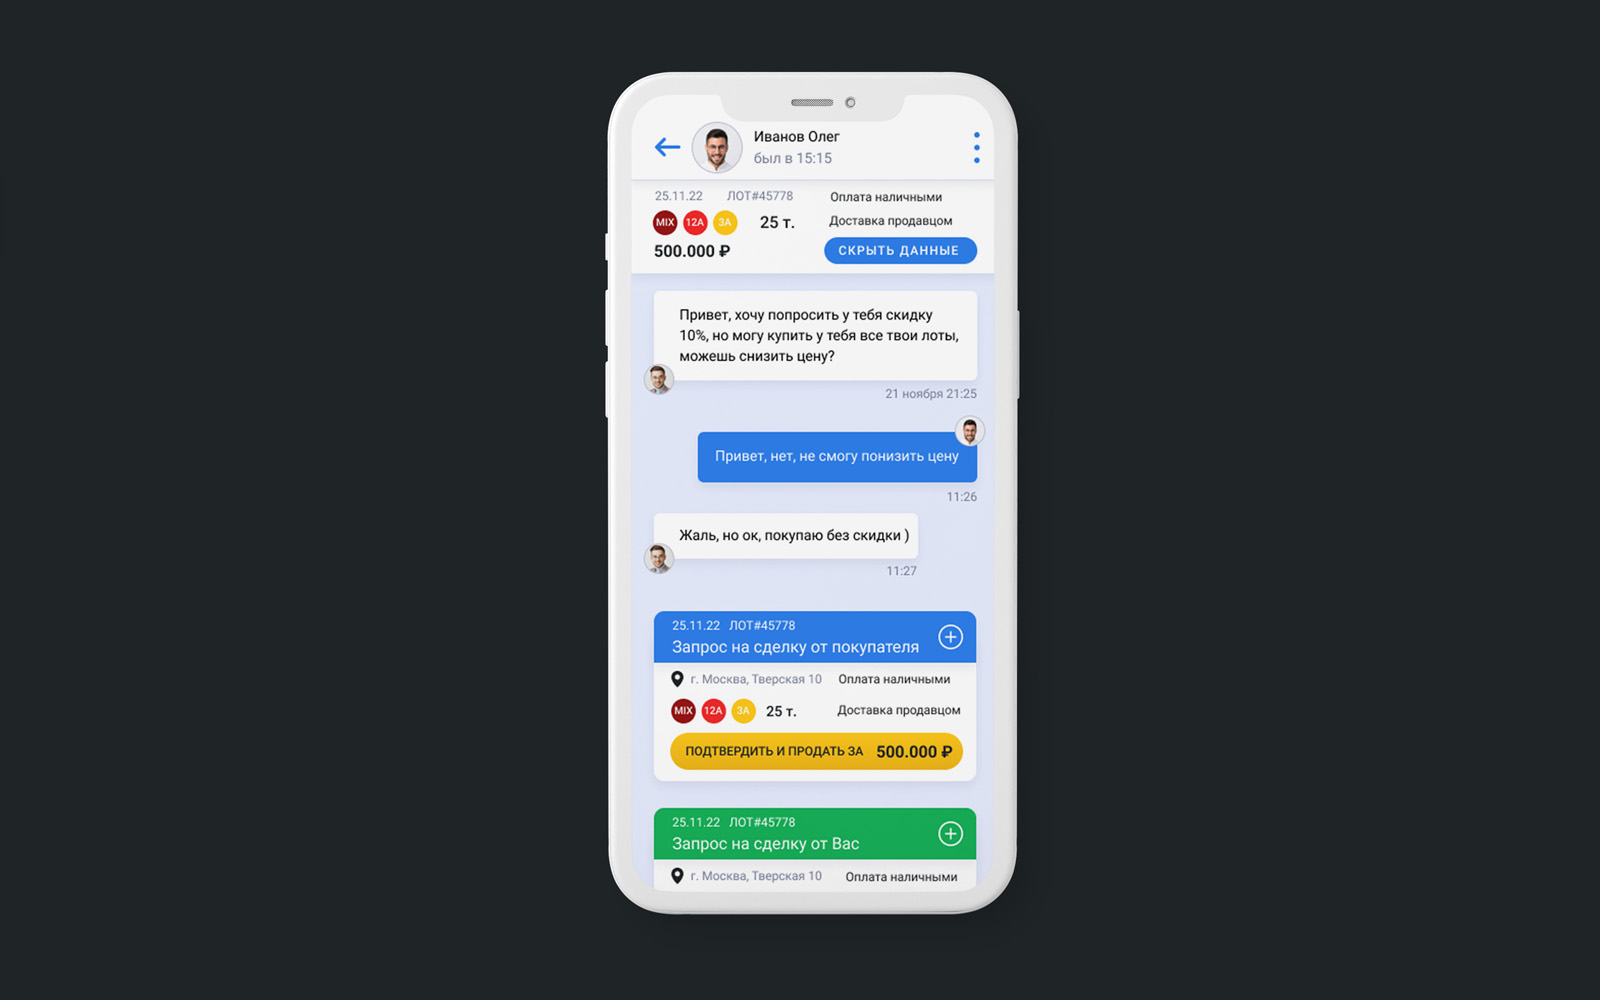 Иванов Олег
был в 15:15
25.11.22 ЛОТ#45778 Оплата наличными
MIX 12A 3A 25 т. Доставка продавцом
500.000 ₽ СКРЫТЬ ДАННЫЕ
Привет, хочу попросить у тебя скидку
10%, но могу купить у тебя все твои лоты,
можешь снизить цену?
21 ноября 21:25
Привет, нет, не смогу понизить цену
11:26
Жаль, но ок, покупаю без скидки )
11:27
25.11.22 ЛОТ#45778
Запрос на сделку от покупателя
г. Москва, Тверская 10 Оплата наличными
MIX 12A 3A 25 т. Доставка продавцом
ПОДТВЕРДИТЬ И ПРОДАТЬ ЗА 500.000 ₽
25.11.22 ЛОТ#45778
Запрос на сделку от Вас
г. Москва, Тверская 10 Оплата наличными